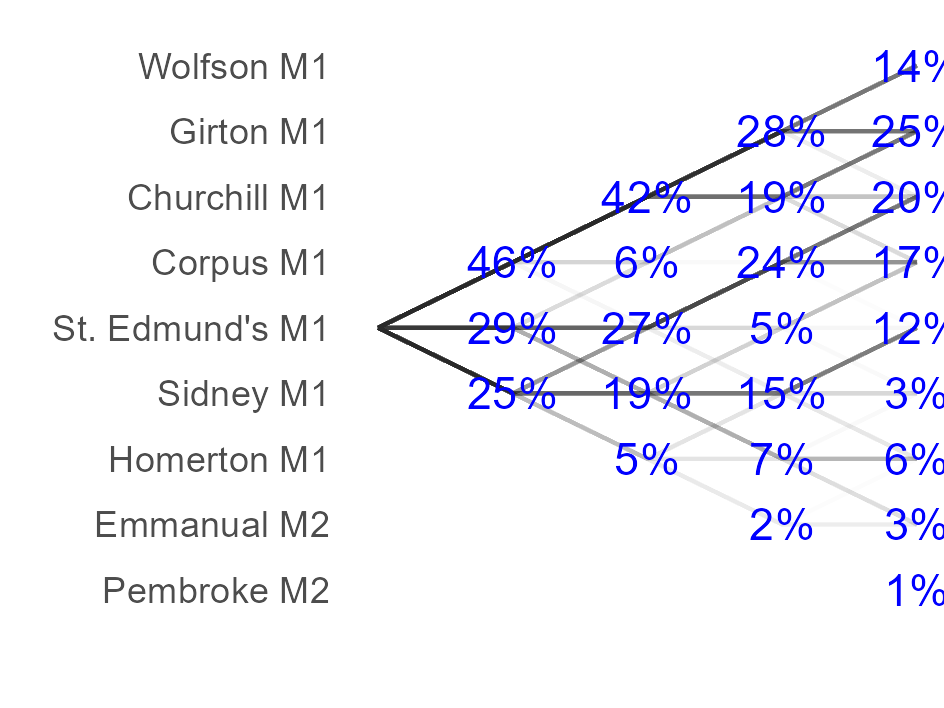 Wolfson M1 14%
Girton M1 28% 25%
Churchill M1 42% 19% 20%
Corpus M1 46% 6% 24% 17%
St. Edmund's M1 29% 27% 5% 12%
Sidney M1 25% 19% 15% 3%
Homerton M1 5% 7% 6%
Emmanual M2 2% 3%
Pembroke M2 1%